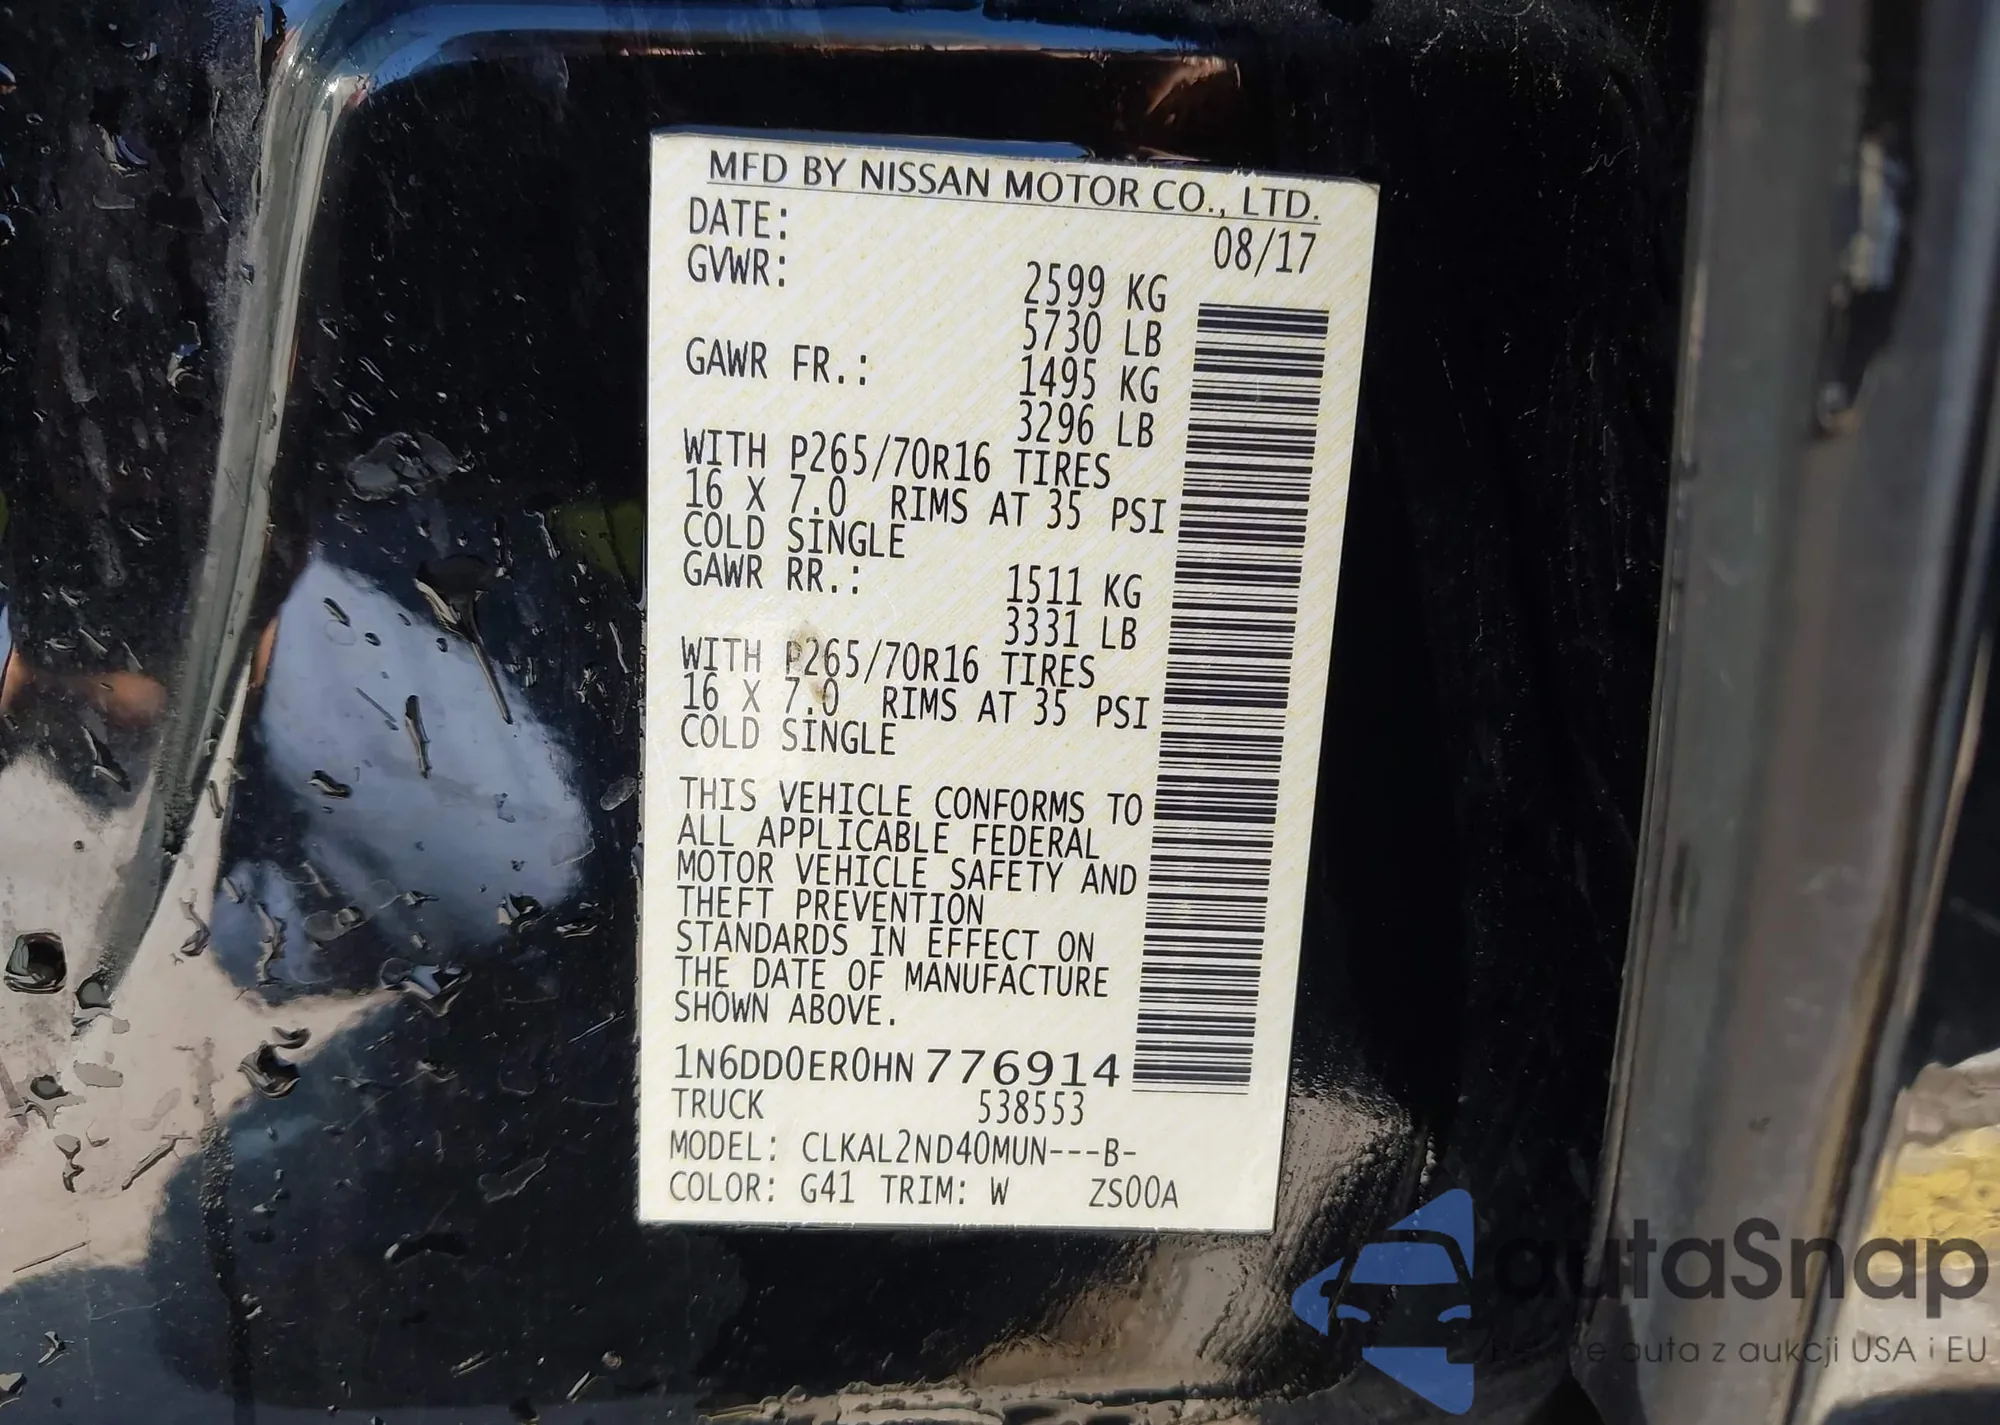 MFD BY NISSAN MOTOR CO., LTD.
DATE: 08/17
GVWR: 2599 KG
5730 LB
GAWR FR.: 1495 KG
3296 LB
WITH P265/70R16 TIRES
16 X 7.0 RIMS AT 35 PSI
COLD SINGLE
GAWR RR.: 1511 KG
3331 LB
WITH P265/70R16 TIRES
16 X 7.0 RIMS AT 35 PSI
COLD SINGLE
THIS VEHICLE CONFORMS TO
ALL APPLICABLE FEDERAL
MOTOR VEHICLE SAFETY AND
THEFT PREVENTION
STANDARDS IN EFFECT ON
THE DATE OF MANUFACTURE
SHOWN ABOVE.
1N6DD0ER0HN776914
TRUCK 538553
MODEL: CLKAL2ND40MUN---B-
COLOR: G41 TRIM: W ZS00A
autaSnap
auta z aukcji USA i EU